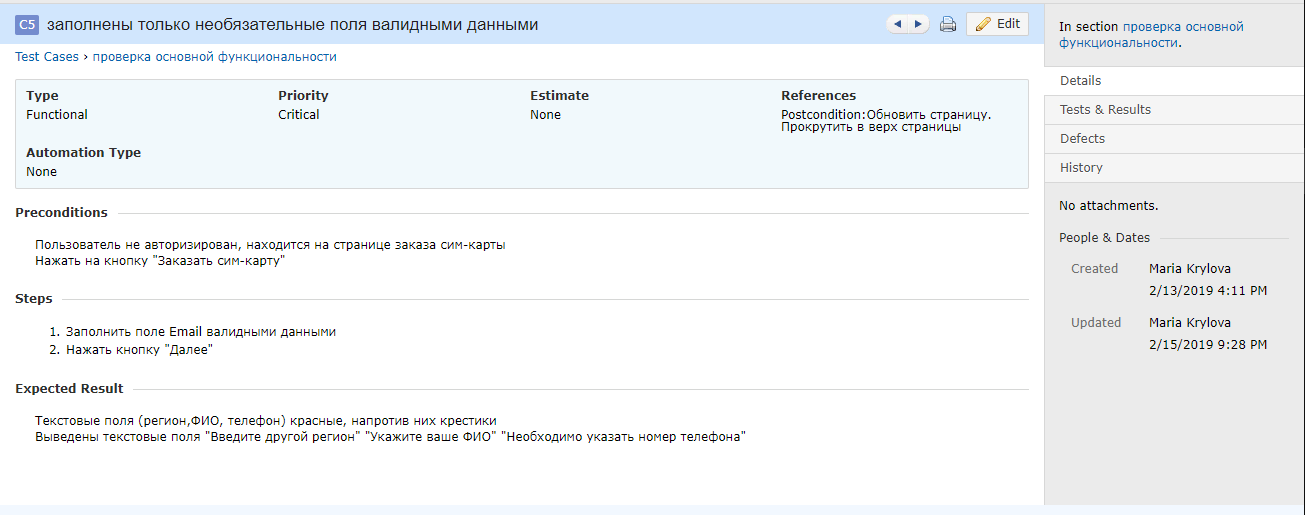 C5 заполнены только необязательные поля валидными данными
Edit
Test Cases › проверка основной функциональности
Type
Functional
Priority
Critical
Estimate
None
References
Postcondition:Обновить страницу.
Прокрутить в верх страницы
Automation Type
None
Preconditions
Пользователь не авторизирован, находится на странице заказа сим-карты
Нажать на кнопку "Заказать сим-карту"
Steps
1. Заполнить поле Email валидными данными
2. Нажать кнопку "Далее"
Expected Result
Текстовые поля (регион,ФИО, телефон) красные, напротив них крестики
Выведены текстовые поля "Введите другой регион" "Укажите ваше ФИО" "Необходимо указать номер телефона"
In section проверка основной
функциональности.
Details
Tests & Results
Defects
History
No attachments.
People & Dates
Created Maria Krylova
2/13/2019 4:11 PM
Updated Maria Krylova
2/15/2019 9:28 PM